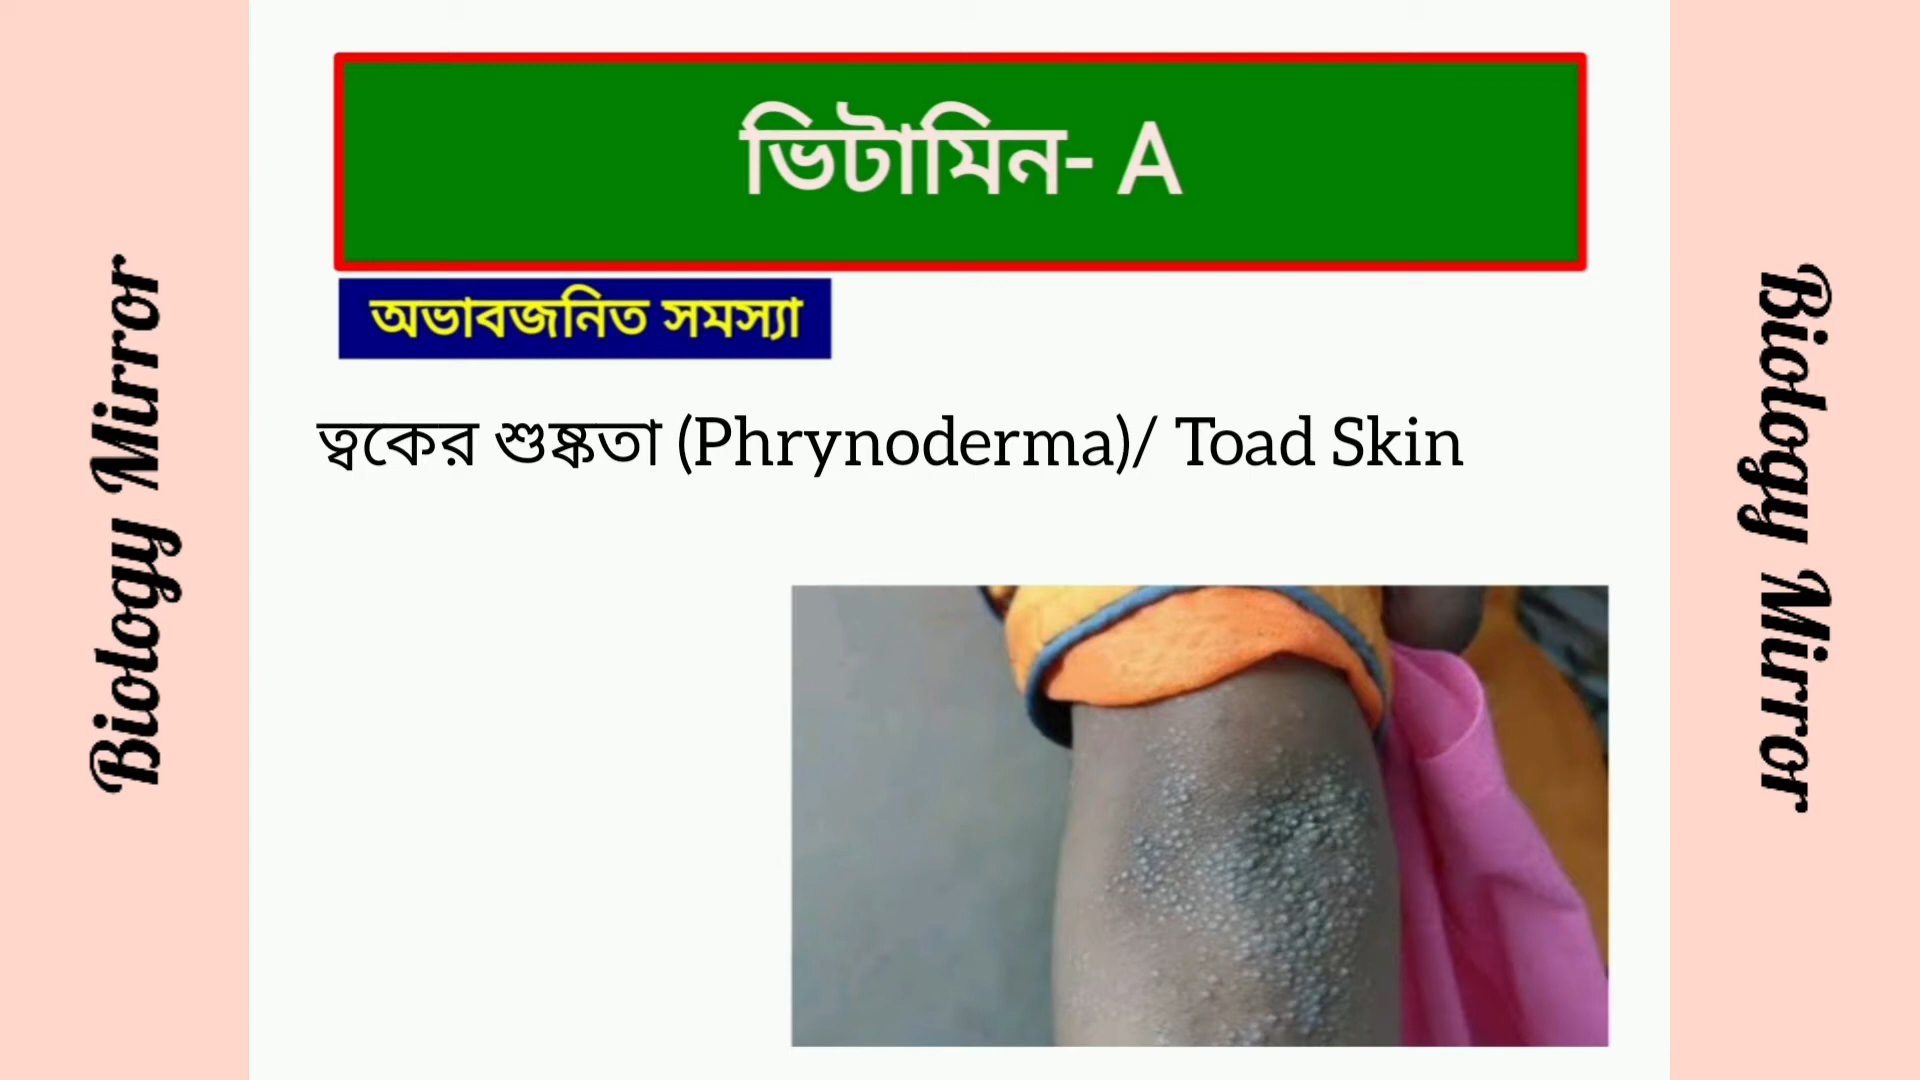 Biology Mirror
ভিটামিন- A
অভাবজনিত সমস্যা
ত্বকের শুষ্কতা (Phrynoderma)/ Toad Skin
Biology Mirror